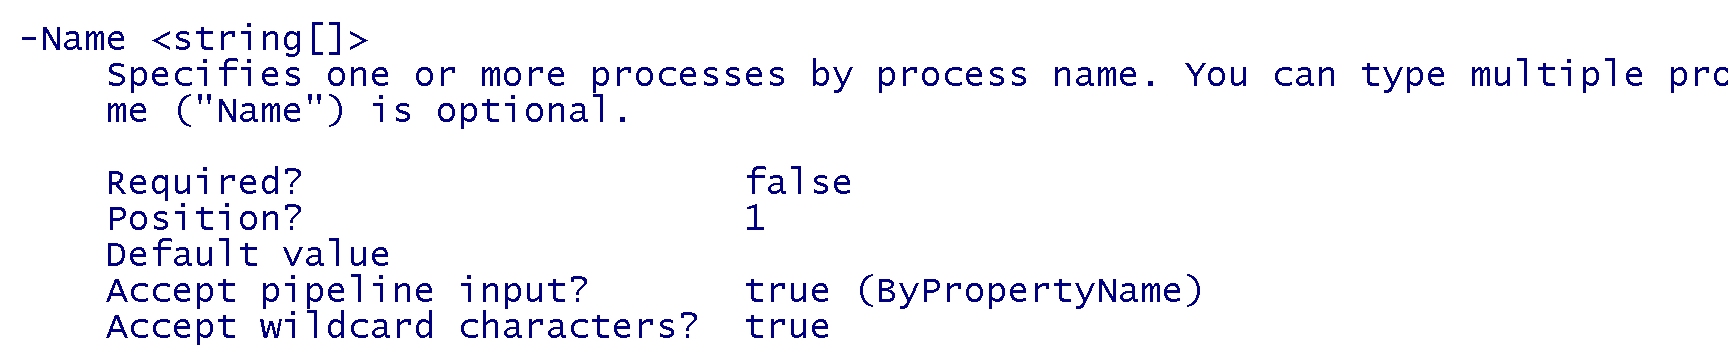 -Name <string[]>
Specifies one or more processes by process name. You can type multiple pro
me ("Name") is optional.
Required? false
Position? 1
Default value
Accept pipeline input? true (ByPropertyName)
Accept wildcard characters? true